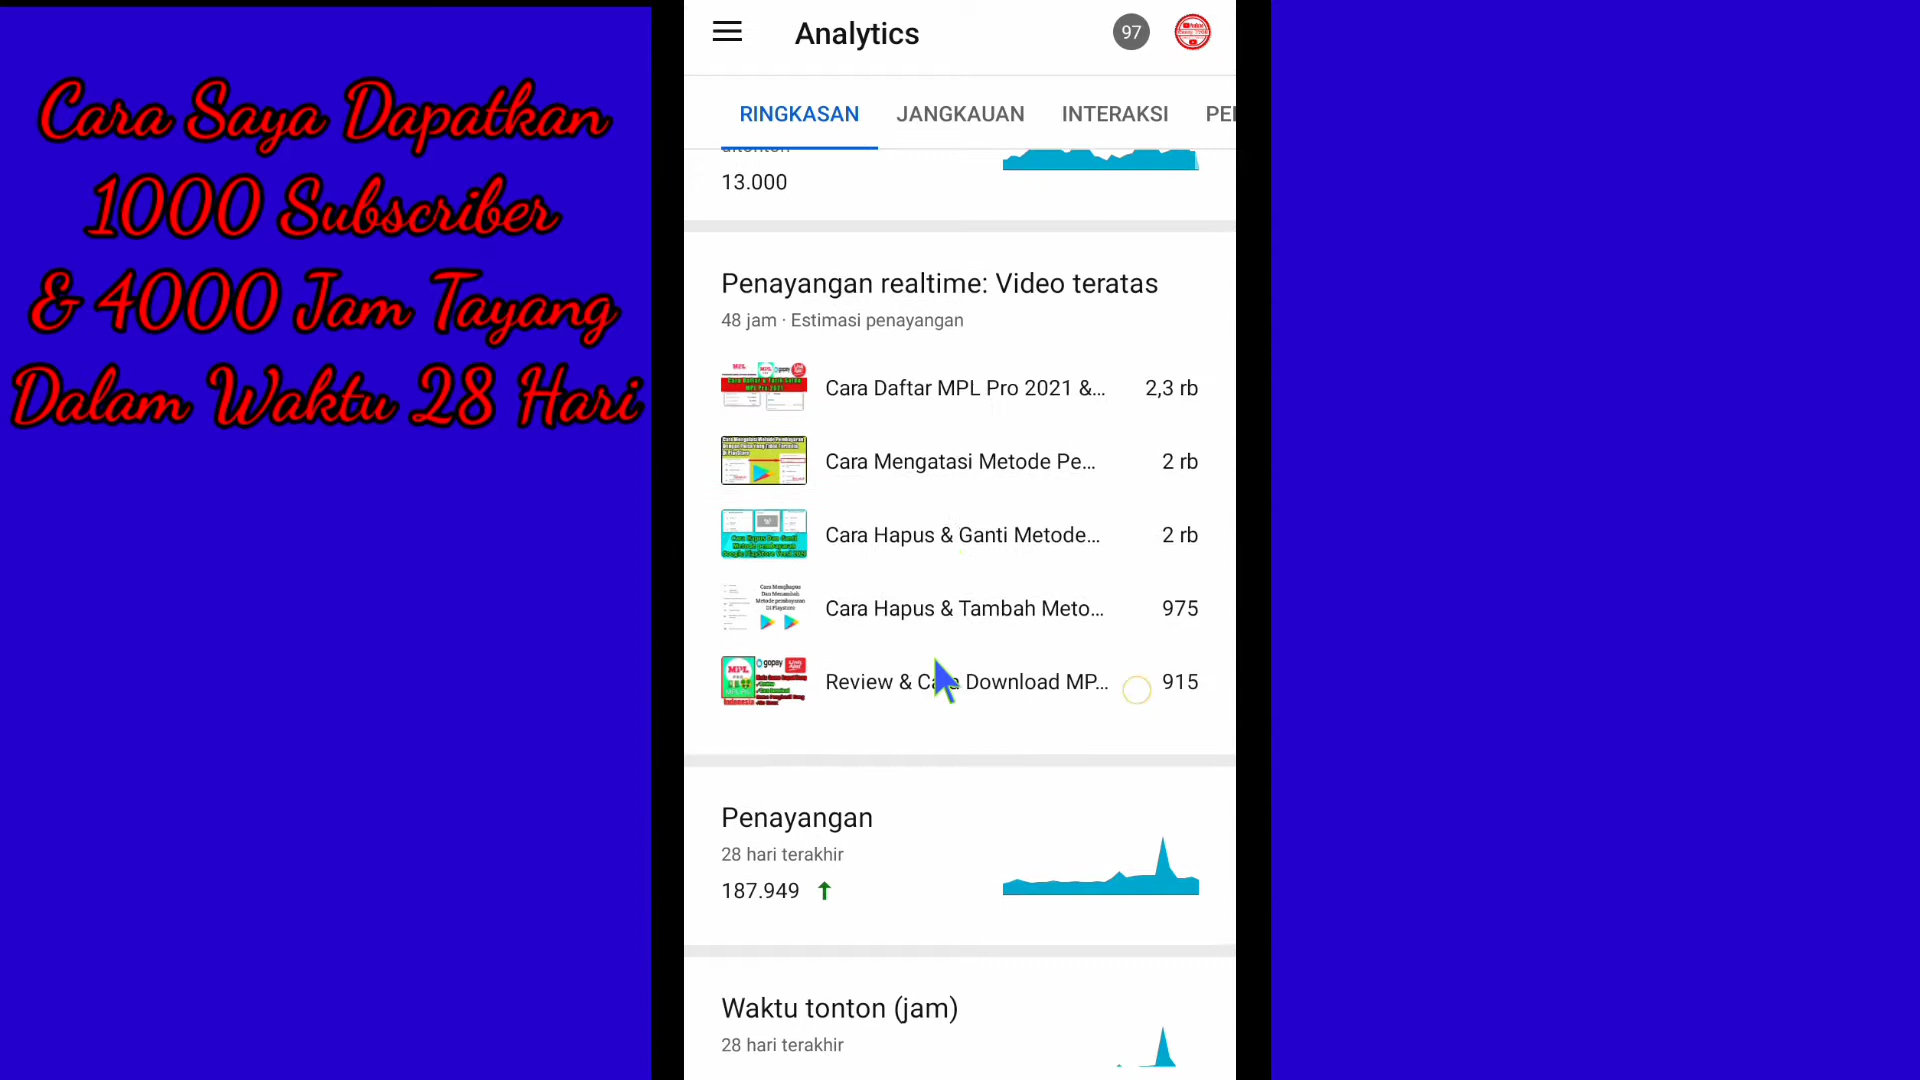 Cara Saya Dapatkan
1000 Subscriber
& 4000 Jam Tayang
Dalam Waktu 28 Hari
Analytics
97
RINGKASAN JANGKAUAN INTERAKSI
13.000
Penayangan realtime: Video teratas
48 jam · Estimasi penayangan
Cara Daftar MPL Pro 2021 &... 2,3 rb
Cara Mengatasi Metode Pe... 2 rb
Cara Hapus & Ganti Metode... 2 rb
Cara Hapus & Tambah Meto... 975
Review & Cara Download MP... 915
Penayangan
28 hari terakhir
187.949
Waktu tonton (jam)
28 hari terakhir